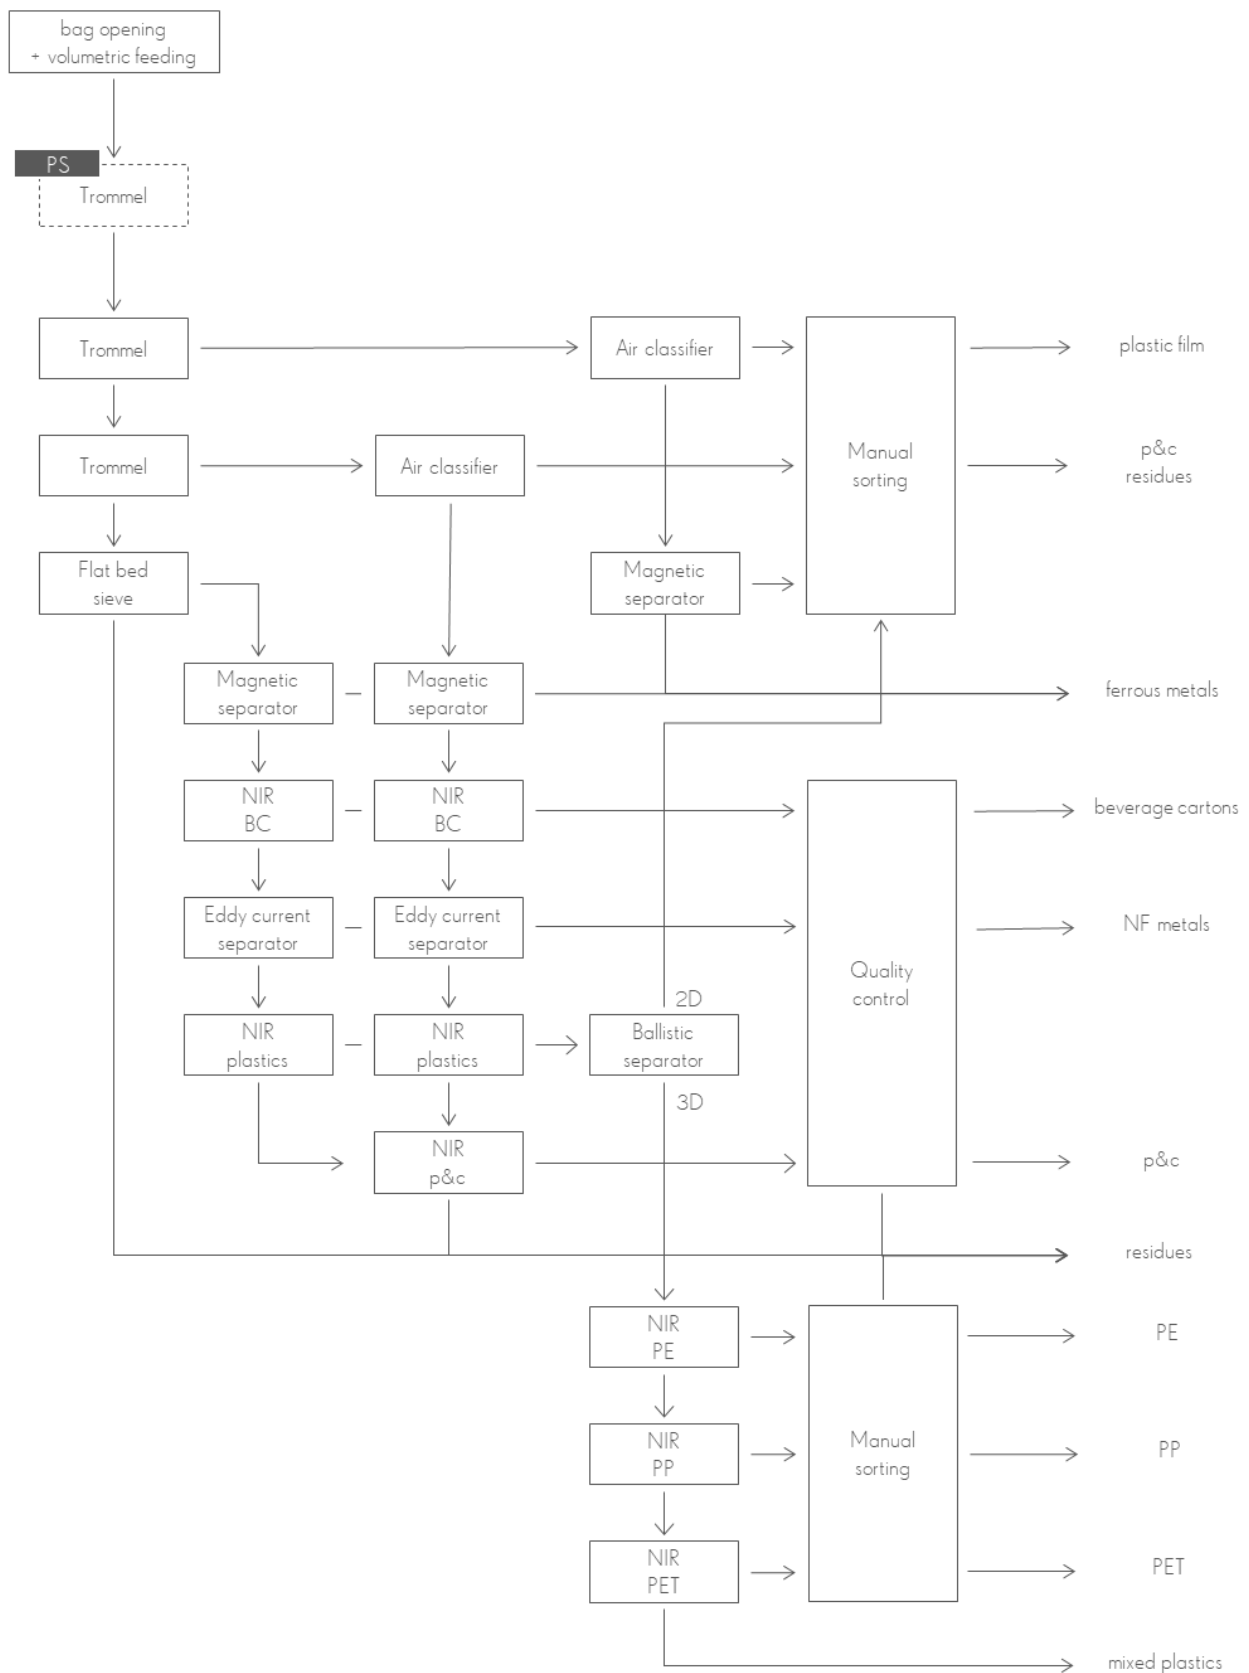 bag opening
+ volumetric feeding
PS
Trommel
Trommel
Air classifier
plastic film
Trommel
Air classifier
Manual
sorting
p&c
residues
Flat bed
sieve
Magnetic
separator
Magnetic
separator
Magnetic
separator
ferrous metals
NIR
BC
NIR
BC
beverage cartons
Eddy current
separator
Eddy current
separator
NF metals
Quality
control
2D
NIR
plastics
NIR
plastics
Ballistic
separator
3D
NIR
p&c
p&c
residues
NIR
PE
PE
NIR
PP
Manual
sorting
PP
NIR
PET
PET
mixed plastics